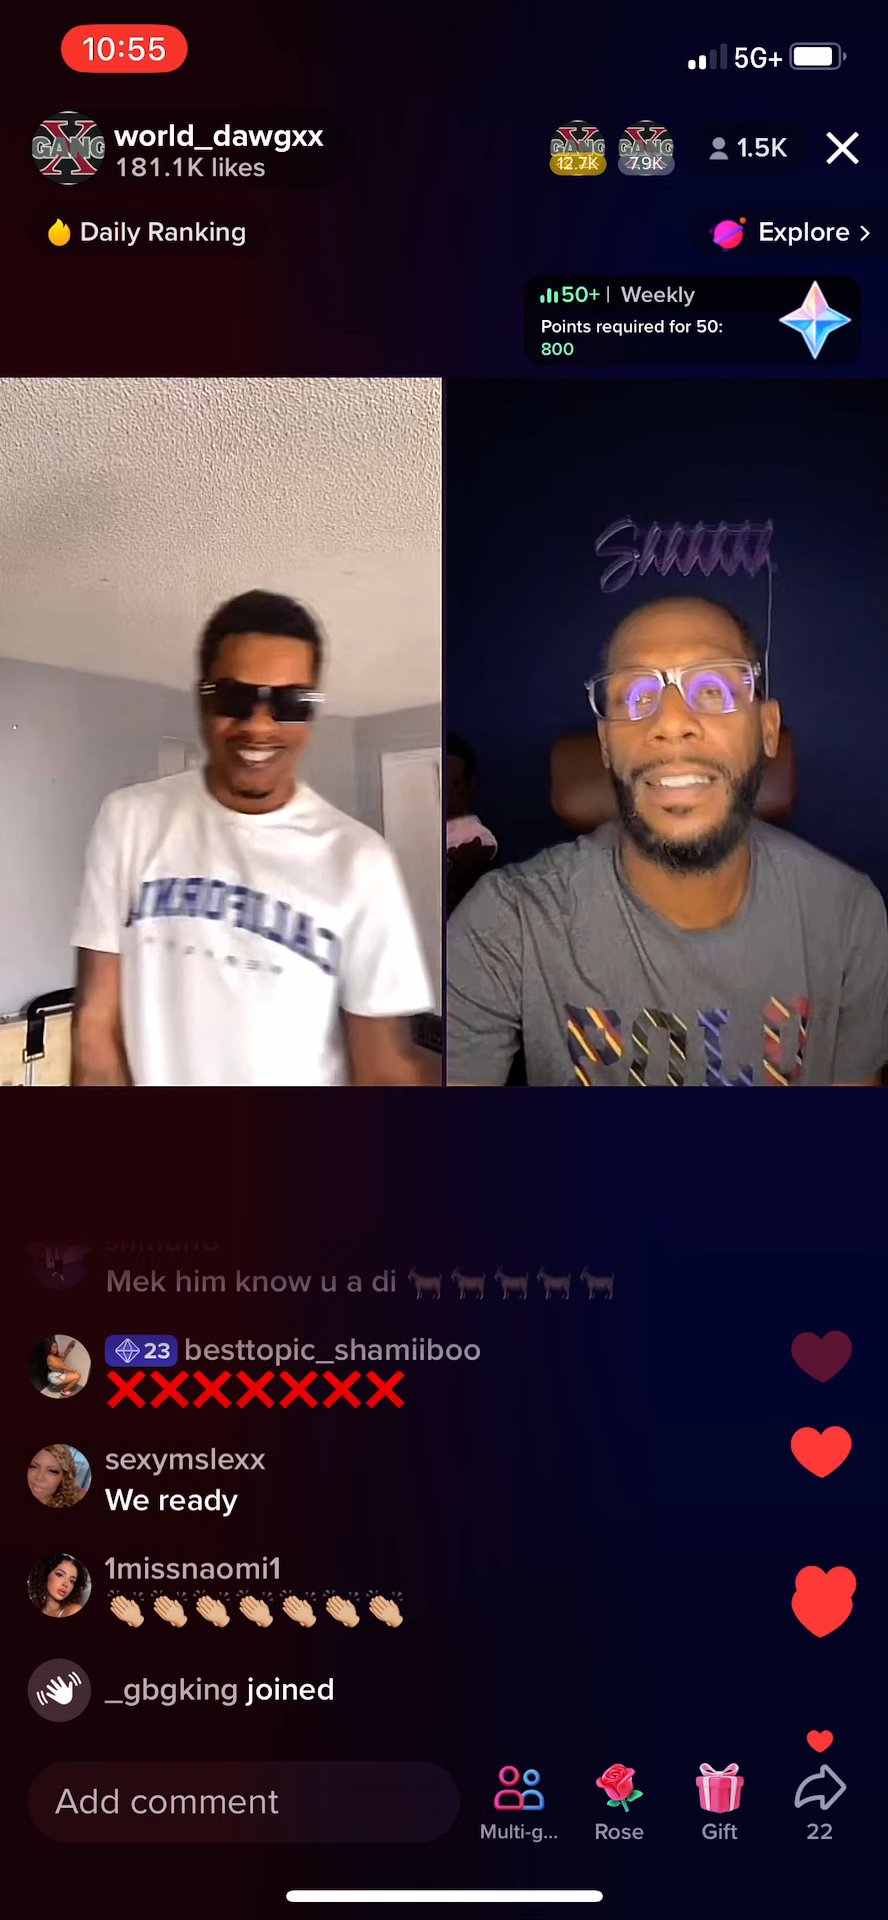 10:55
5G+
GANG X
world_dawgxx
181.1K likes
GANG
12.7K
GANG
7.9K
1.5K
Daily Ranking
Explore >
50+ | Weekly
Points required for 50:
800
CALIFORNI
POLO
Mek him know u a di 🐐🐐🐐🐐🐐
23 besttopic_shamiiboo
❌❌❌❌❌❌❌
sexymslexx
We ready
1missnaomi1
👏🏻👏🏻👏🏻👏🏻👏🏻👏🏻👏🏻
_gbgking joined
Add comment
Multi-g...
Rose
Gift
22